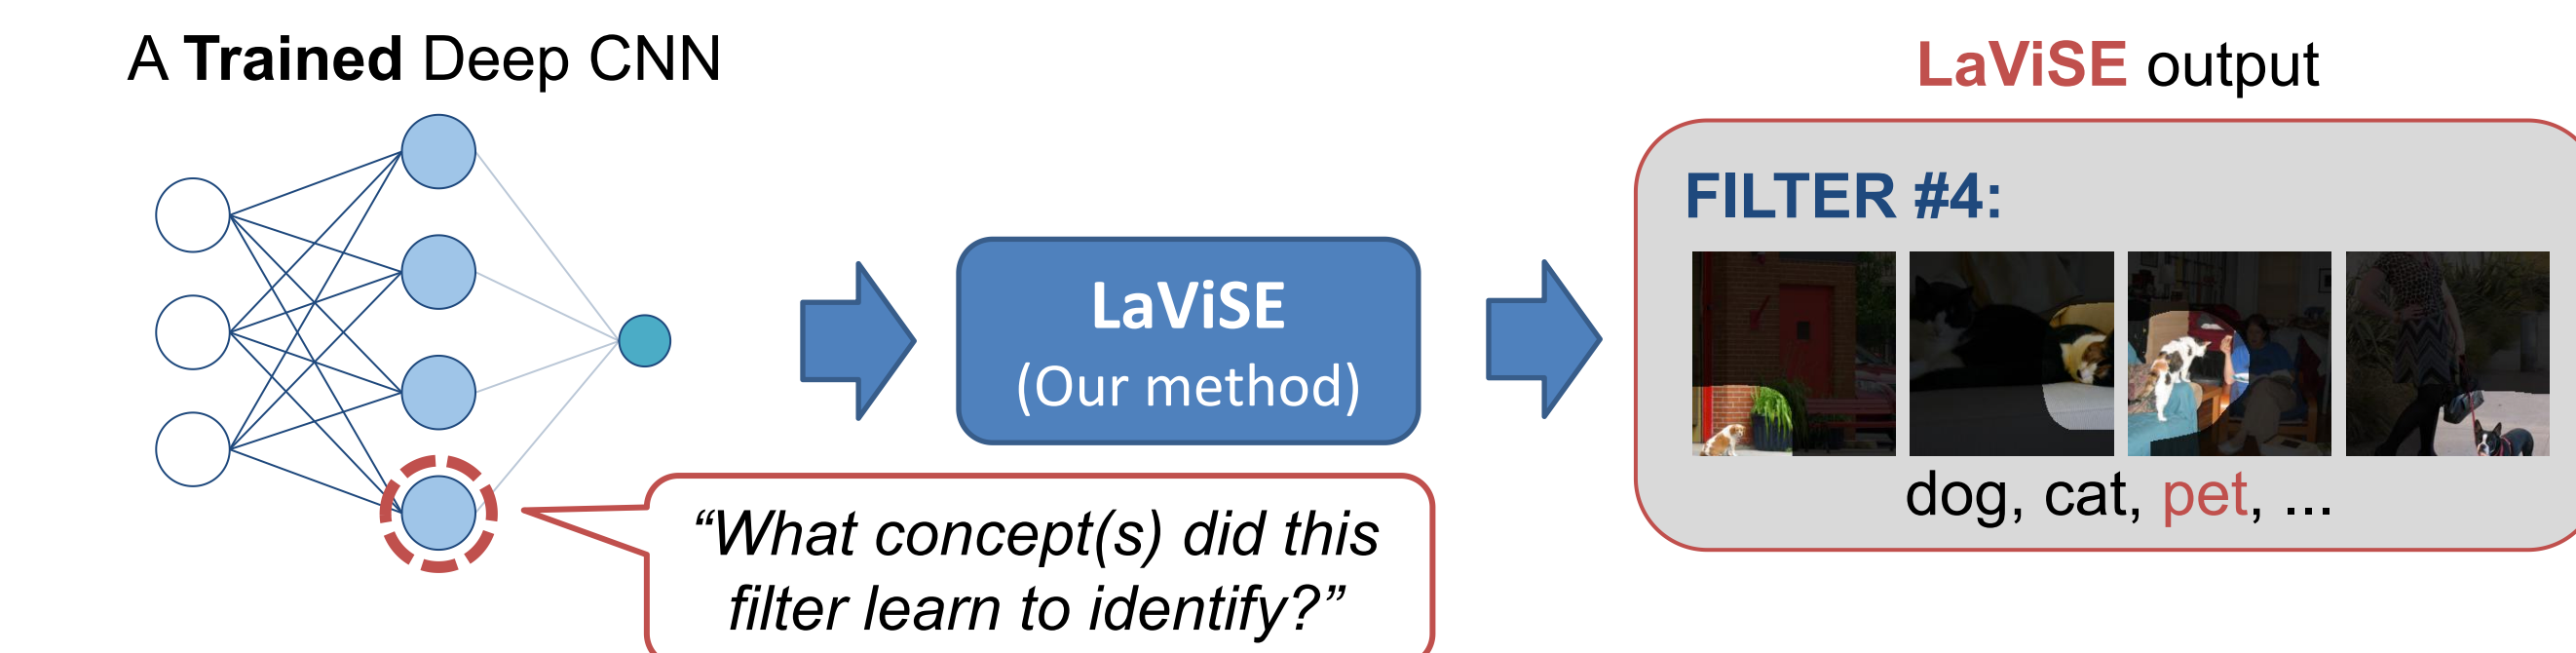 A Trained Deep CNN
LaViSE
(Our method)
“What concept(s) did this
filter learn to identify?”
LaViSE output
FILTER #4:
dog, cat, pet, ...